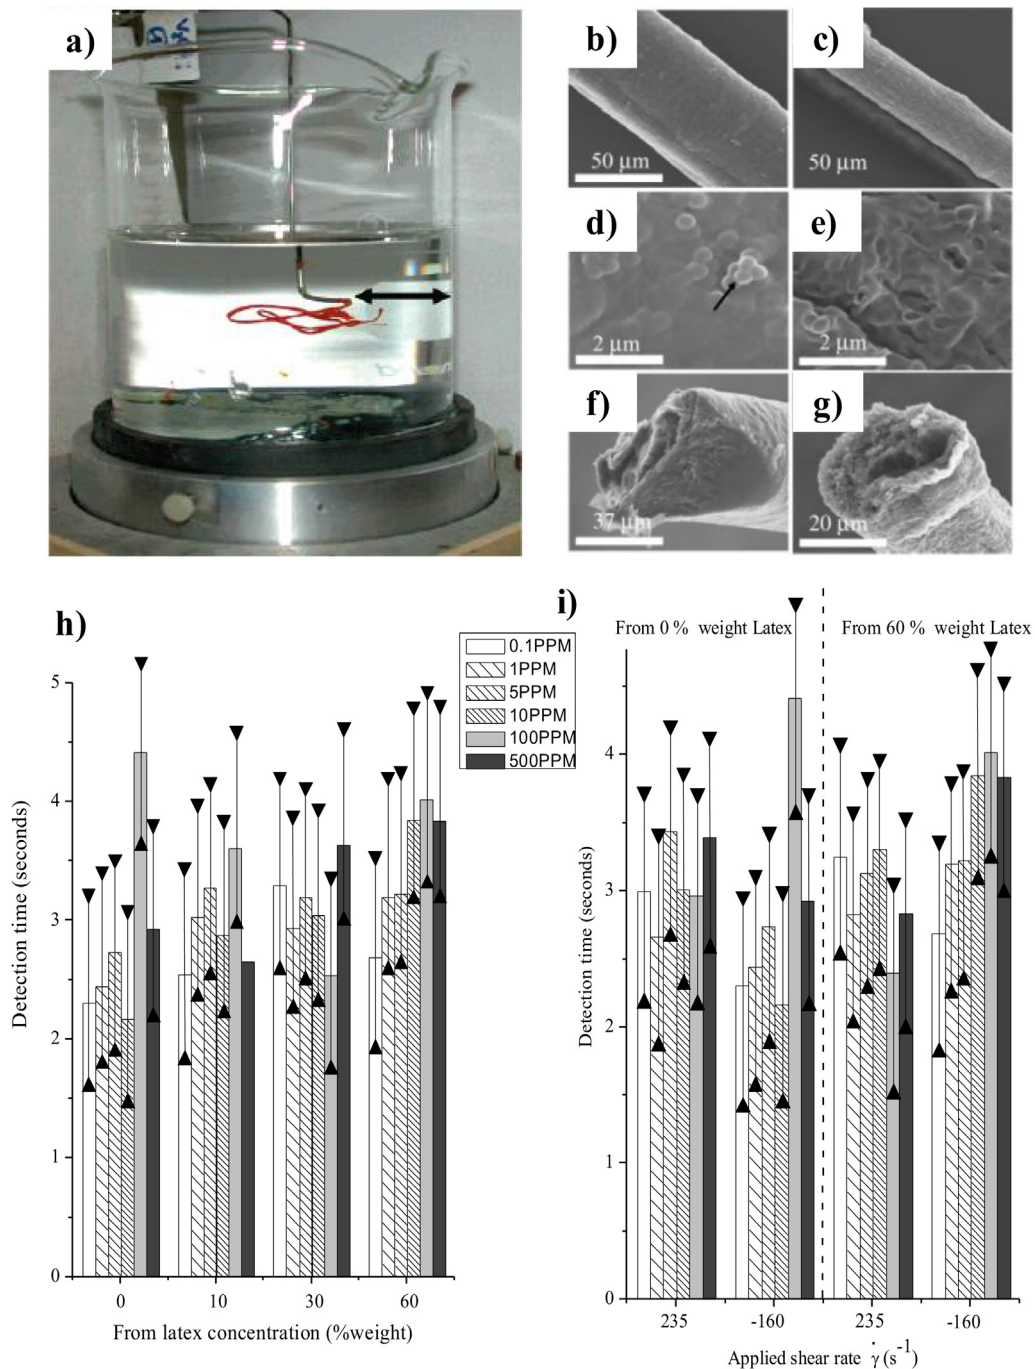 a)
b)
50 μm
c)
50 μm
d)
2 μm
e)
2 μm
f)
37 μm
g)
20 μm
h)
0.1PPM
1PPM
5PPM
10PPM
100PPM
500PPM
Detection time (seconds)
5
4
3
2
1
0
0 10 30 60
From latex concentration (%weight)
i)
From 0 % weight Latex From 60 % weight Latex
Detection time (seconds)
4
3
2
1
0
235 -160 235 -160
Applied shear rate γ̇ (s⁻¹)